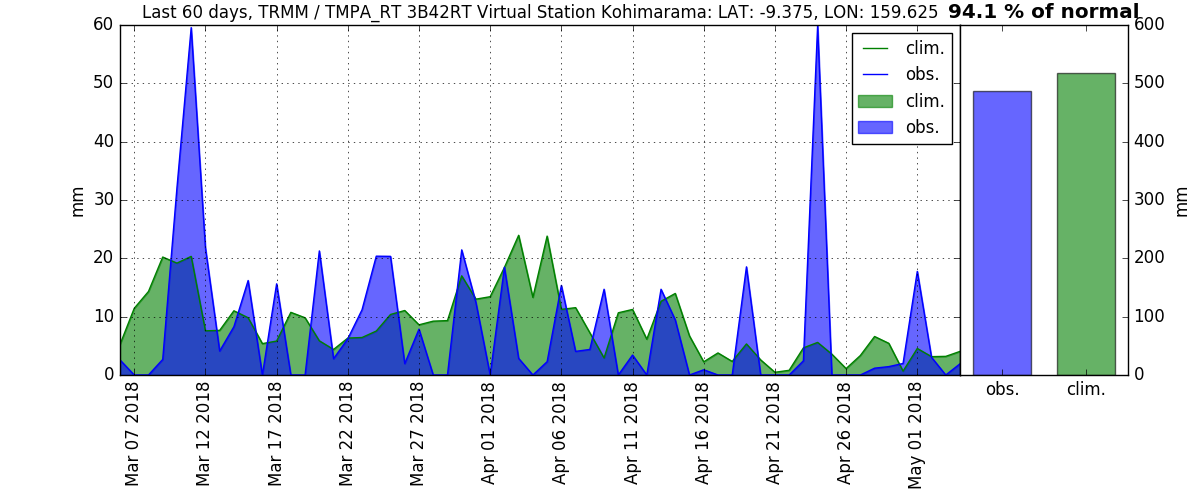 Last 60 days, TRMM / TMPA_RT 3B42RT Virtual Station Kohimarama: LAT: -9.375, LON: 159.625
94.1 % of normal
60
50
40
30
20
10
0
mm
clim.
obs.
clim.
obs.
600
500
400
300
200
100
0
mm
obs.
clim.
Mar 07 2018
Mar 12 2018
Mar 17 2018
Mar 22 2018
Mar 27 2018
Apr 01 2018
Apr 06 2018
Apr 11 2018
Apr 16 2018
Apr 21 2018
Apr 26 2018
May 01 2018